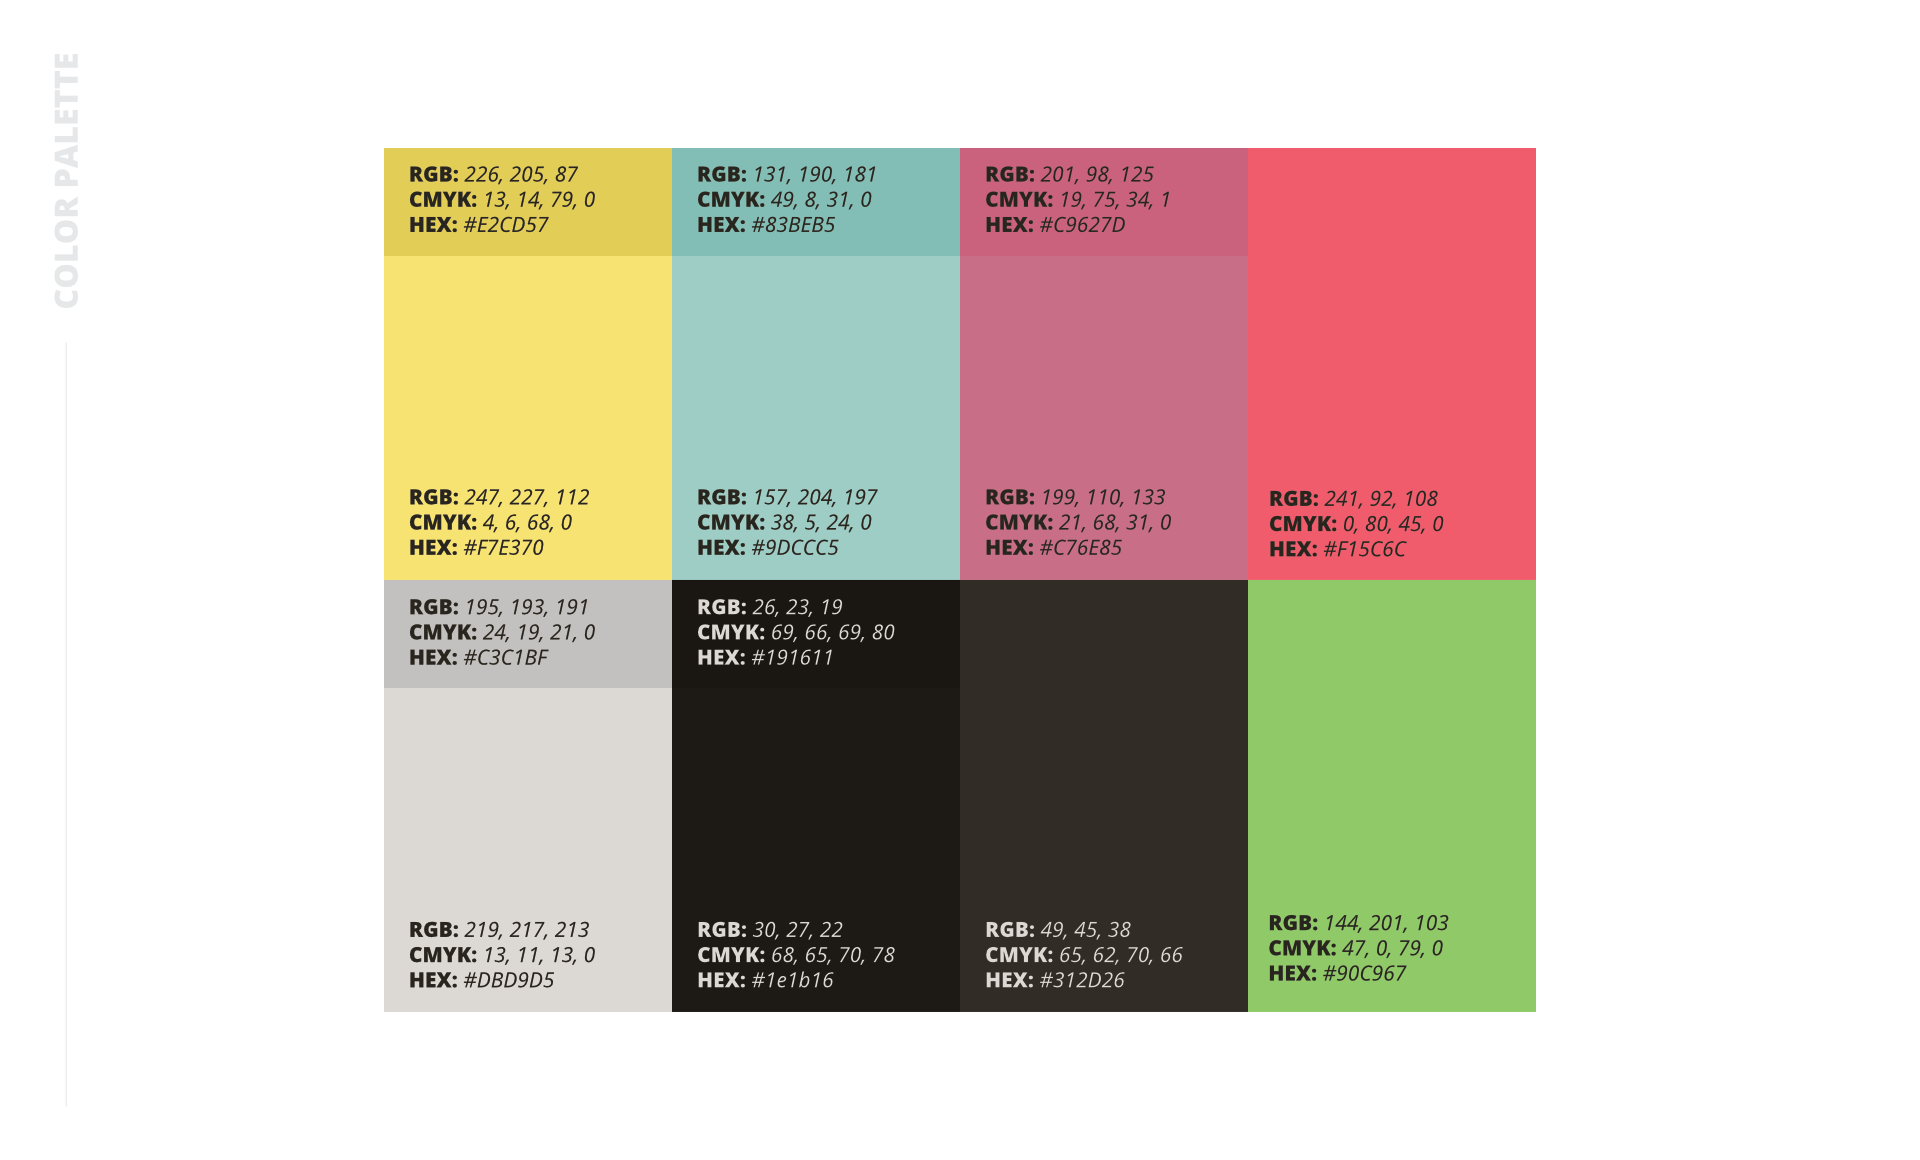 COLOR PALETTE
RGB: 226, 205, 87
CMYK: 13, 14, 79, 0
HEX: #E2CD57
RGB: 131, 190, 181
CMYK: 49, 8, 31, 0
HEX: #83BEB5
RGB: 201, 98, 125
CMYK: 19, 75, 34, 1
HEX: #C9627D
RGB: 247, 227, 112
CMYK: 4, 6, 68, 0
HEX: #F7E370
RGB: 157, 204, 197
CMYK: 38, 5, 24, 0
HEX: #9DCCC5
RGB: 199, 110, 133
CMYK: 21, 68, 31, 0
HEX: #C76E85
RGB: 241, 92, 108
CMYK: 0, 80, 45, 0
HEX: #F15C6C
RGB: 195, 193, 191
CMYK: 24, 19, 21, 0
HEX: #C3C1BF
RGB: 26, 23, 19
CMYK: 69, 66, 69, 80
HEX: #191611
RGB: 219, 217, 213
CMYK: 13, 11, 13, 0
HEX: #DBD9D5
RGB: 30, 27, 22
CMYK: 68, 65, 70, 78
HEX: #1e1b16
RGB: 49, 45, 38
CMYK: 65, 62, 70, 66
HEX: #312D26
RGB: 144, 201, 103
CMYK: 47, 0, 79, 0
HEX: #90C967